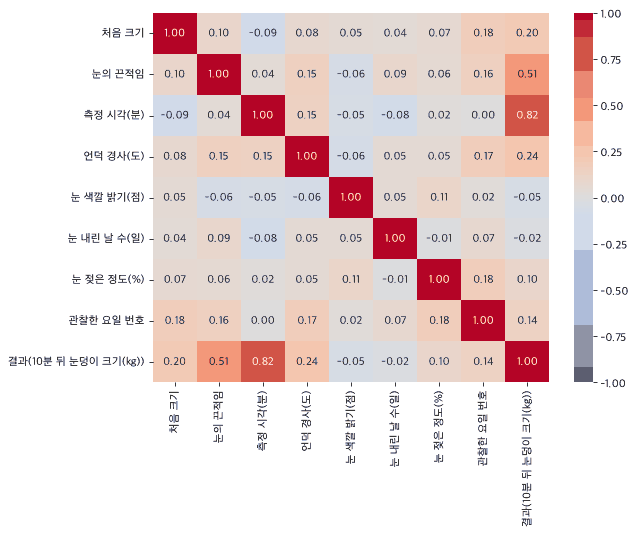 처음 크기 1.00 0.10 -0.09 0.08 0.05 0.04 0.07 0.18 0.20
눈의 끈적임 0.10 1.00 0.04 0.15 -0.06 0.09 0.06 0.16 0.51
측정 시각(분) -0.09 0.04 1.00 0.15 -0.05 -0.08 0.02 0.00 0.82
언덕 경사(도) 0.08 0.15 0.15 1.00 -0.06 0.05 0.05 0.17 0.24
눈 색깔 밝기(점) 0.05 -0.06 -0.05 -0.06 1.00 0.05 0.11 0.02 -0.05
눈 내린 날 수(일) 0.04 0.09 -0.08 0.05 0.05 1.00 -0.01 0.07 -0.02
눈 젖은 정도(%) 0.07 0.06 0.02 0.05 0.11 -0.01 1.00 0.18 0.10
관찰한 요일 번호 0.18 0.16 0.00 0.17 0.02 0.07 0.18 1.00 0.14
결과(10분 뒤 눈덩이 크기(kg)) 0.20 0.51 0.82 0.24 -0.05 -0.02 0.10 0.14 1.00
처음 크기
눈의 끈적임
측정 시각(분)
언덕 경사(도)
눈 색깔 밝기(점)
눈 내린 날 수(일)
눈 젖은 정도(%)
관찰한 요일 번호
결과(10분 뒤 눈덩이 크기(kg))
1.00
0.75
0.50
0.25
0.00
-0.25
-0.50
-0.75
-1.00